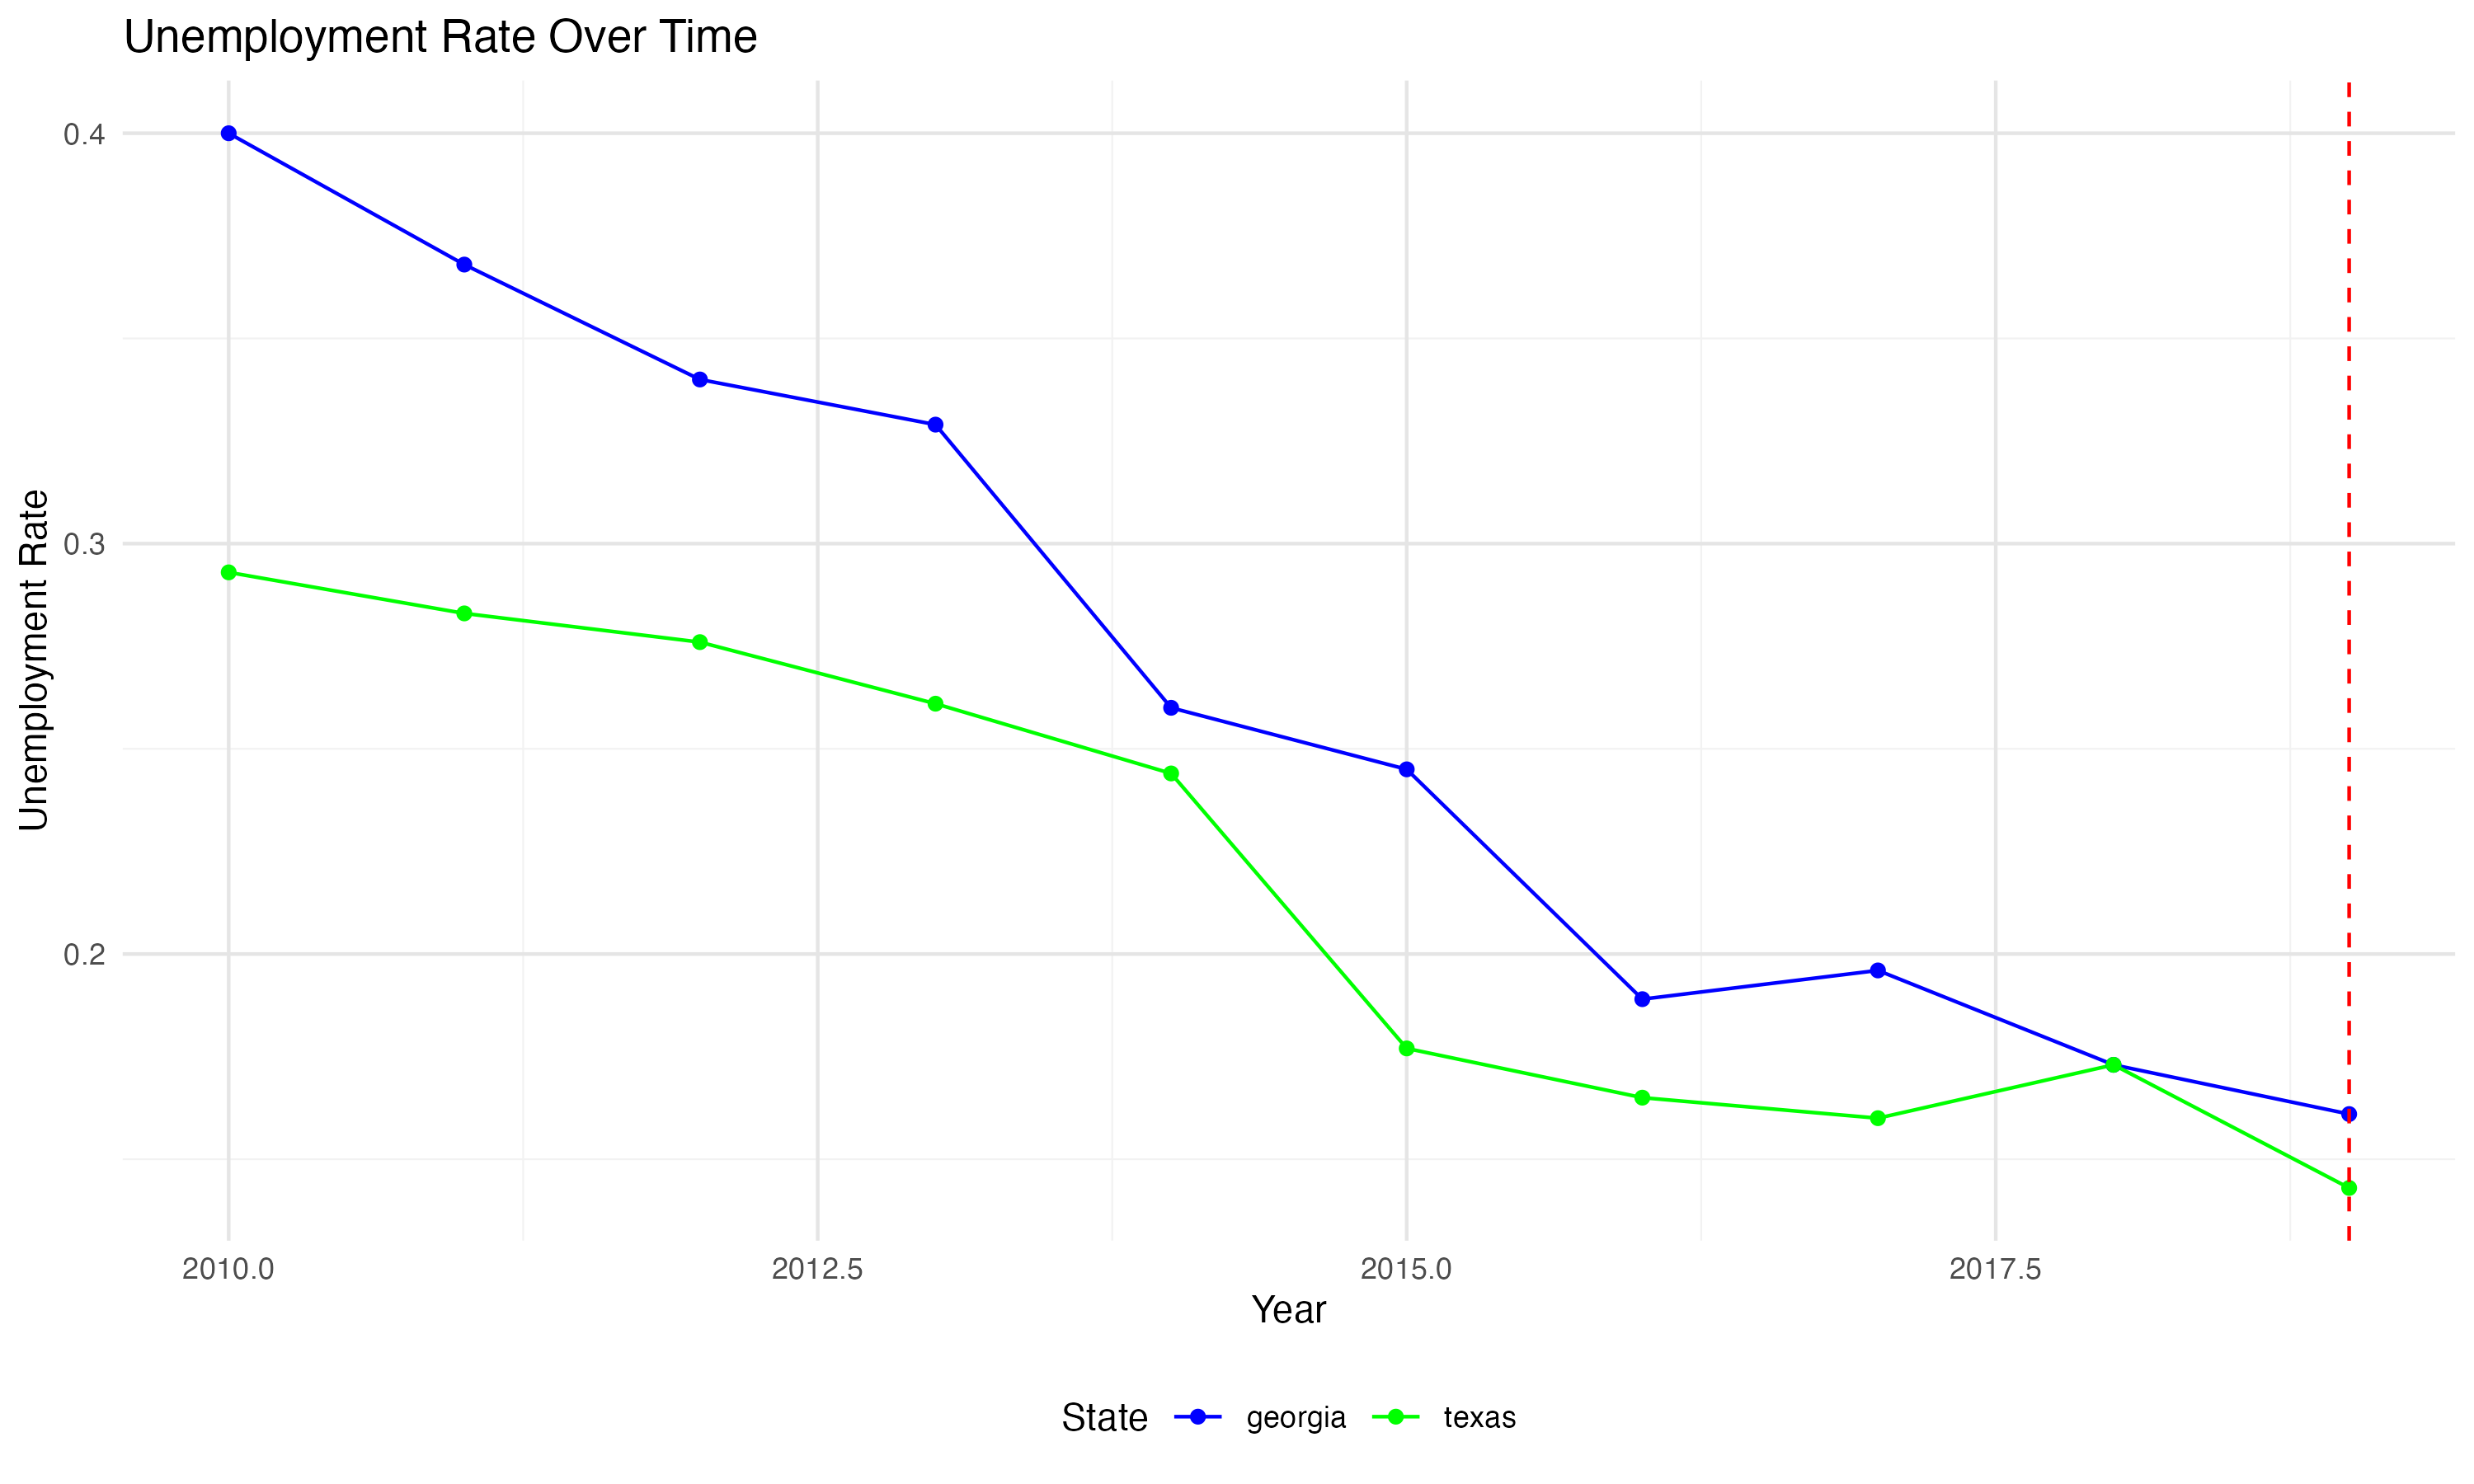 Unemployment Rate Over Time
Unemployment Rate
0.4
0.3
0.2
2010.0 2012.5 2015.0 2017.5
Year
State georgia texas